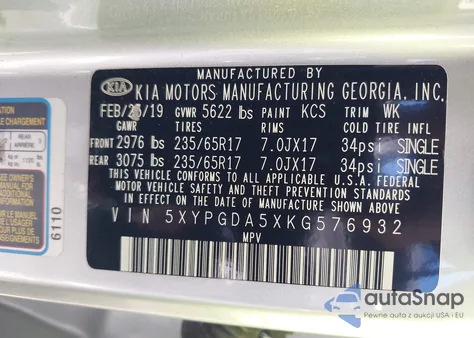 MANUFACTURED BY
KIA KIA MOTORS MANUFACTURING GEORGIA, INC.
FEB/25/19 GVWR 5622 lbs PAINT KCS TRIM WK
GAWR TIRES RIMS COLD TIRE INFL
FRONT 2976 lbs 235/65R17 7.0JX17 34psi SINGLE
REAR 3075 lbs 235/65R17 7.0JX17 34psi SINGLE
THIS VEHICLE CONFORMS TO ALL APPLICABLE U.S.A. FEDERAL
MOTOR VEHICLE SAFETY, BUMPER, AND THEFT PREVENTION STANDARDS
IN EFFECT ON THE DATE OF MANUFACTURE SHOWN ABOVE.
VIN 5XYPGDA5XKG576932
MPV
6110
REAR
autoSnap
Pewne auta z aukcji USA i EU